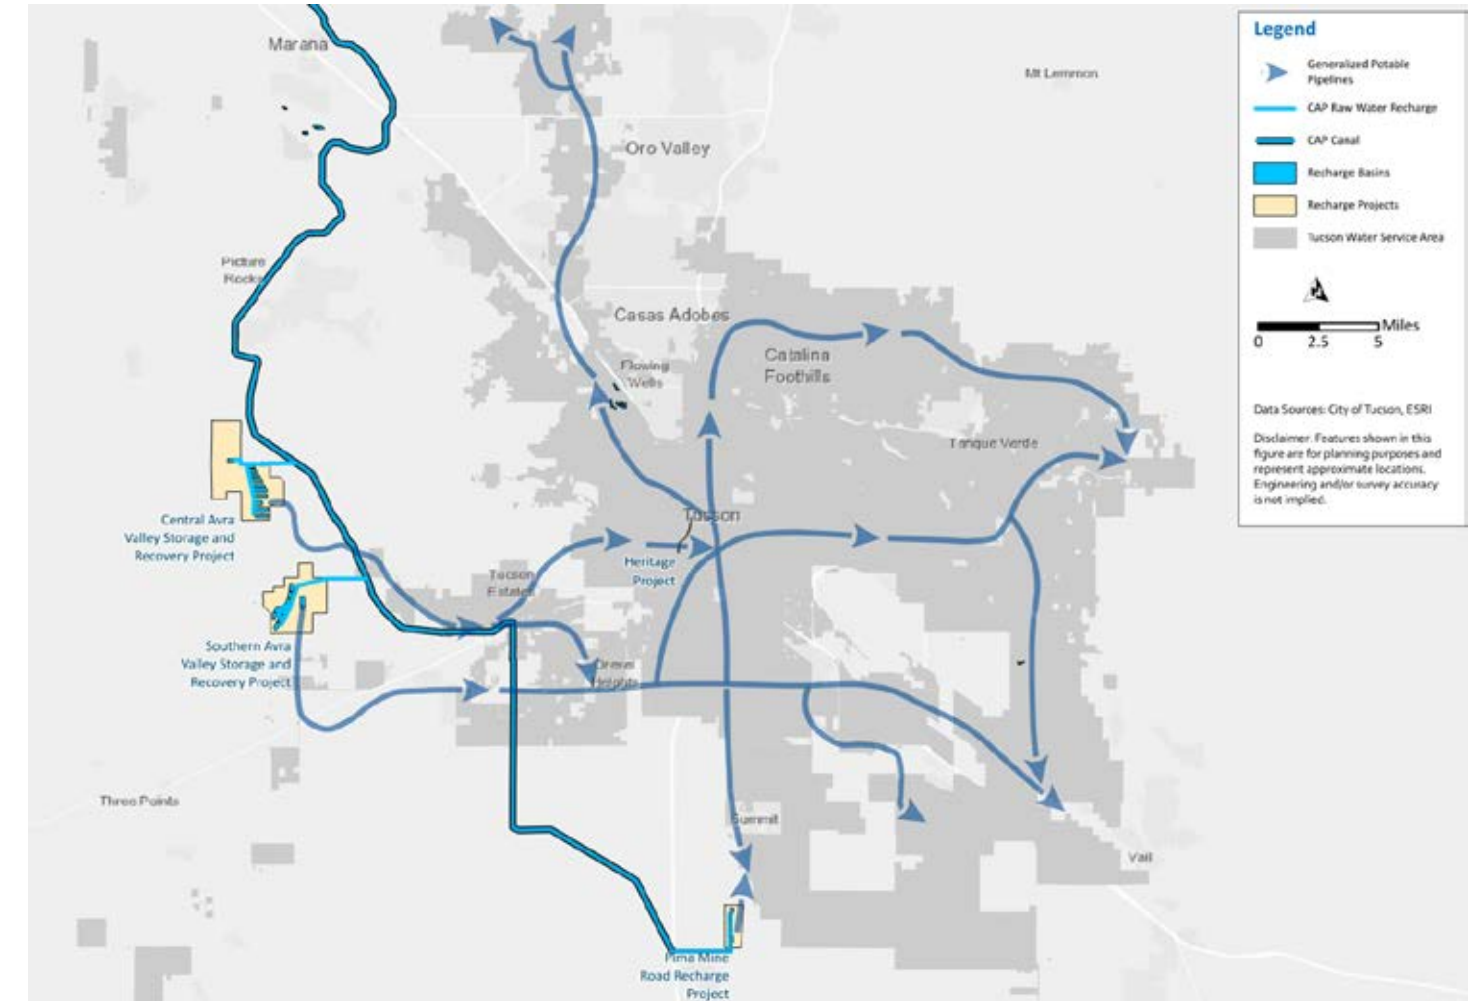 Marana
Mt Lemmon
Oro Valley
Picture
Rocks
Casas Adobes
Flowing
Wells
Catalina
Foothills
Tanque Verde
Central Avra
Valley Storage and
Recovery Project
Tucson
Heritage
Project
Tucson
Estates
Southern Avra
Valley Storage and
Recovery Project
Drexel
Heights
Three Points
Summit
Vail
Pima Mine
Road Recharge
Project
Legend
Generalized Potable
Pipelines
CAP Raw Water Recharge
CAP Canal
Recharge Basins
Recharge Projects
Tucson Water Service Area
Miles
0 2.5 5
Data Sources: City of Tucson, ESRI
Disclaimer: Features shown in this
figure are for planning purposes and
represent approximate locations.
Engineering and/or survey accuracy
is not implied.